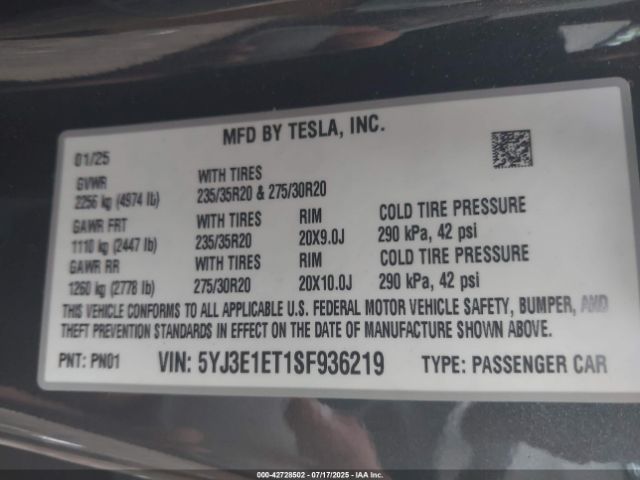 MFD BY TESLA, INC.
01/25
GVWR WITH TIRES
2256 kg (4974 lb) 235/35R20 & 275/30R20
GAWR FRT WITH TIRES RIM COLD TIRE PRESSURE
1110 kg (2447 lb) 235/35R20 20X9.0J 290 kPa, 42 psi
GAWR RR WITH TIRES RIM COLD TIRE PRESSURE
1260 kg (2778 lb) 275/30R20 20X10.0J 290 kPa, 42 psi
THIS VEHICLE CONFORMS TO ALL APPLICABLE U.S. FEDERAL MOTOR VEHICLE SAFETY, BUMPER, AND
THEFT PREVENTION STANDARDS IN EFFECT ON THE DATE OF MANUFACTURE SHOWN ABOVE.
PNT: PN01 VIN: 5YJ3E1ET1SF936219 TYPE: PASSENGER CAR
000-42728502 / 07/17/2025 - IAA Inc.